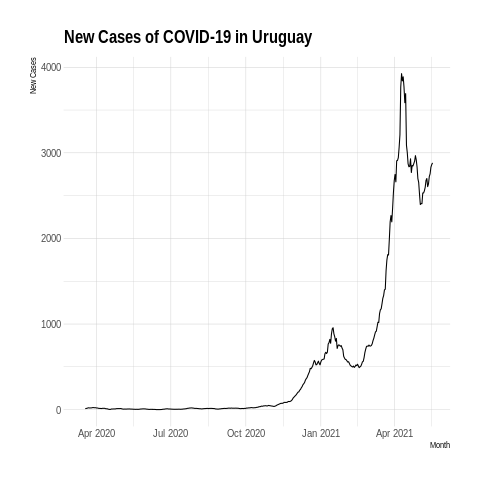 New Cases of COVID-19 in Uruguay
New Cases
4000
3000
2000
1000
0
Apr 2020 Jul 2020 Oct 2020 Jan 2021 Apr 2021
Month